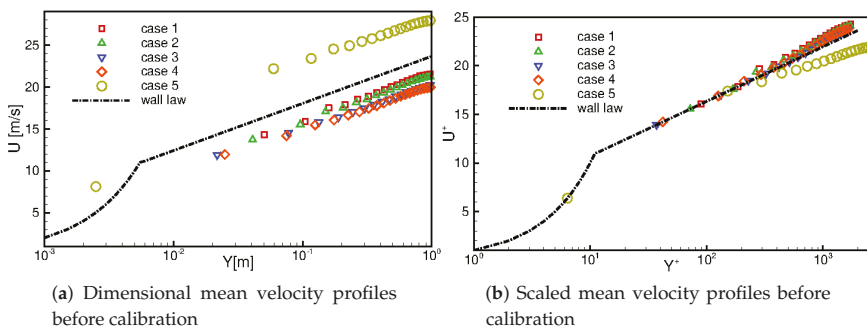 case 1
case 2
case 3
case 4
case 5
wall law
U [m/s]
25
20
15
10
5
10⁻³
10⁻²
10⁻¹
10⁰
Y[m]
(a) Dimensional mean velocity profiles
before calibration
case 1
case 2
case 3
case 4
case 5
wall law
U⁺
25
20
15
10
5
0
10⁰
10¹
10²
10³
Y⁺
(b) Scaled mean velocity profiles before
calibration